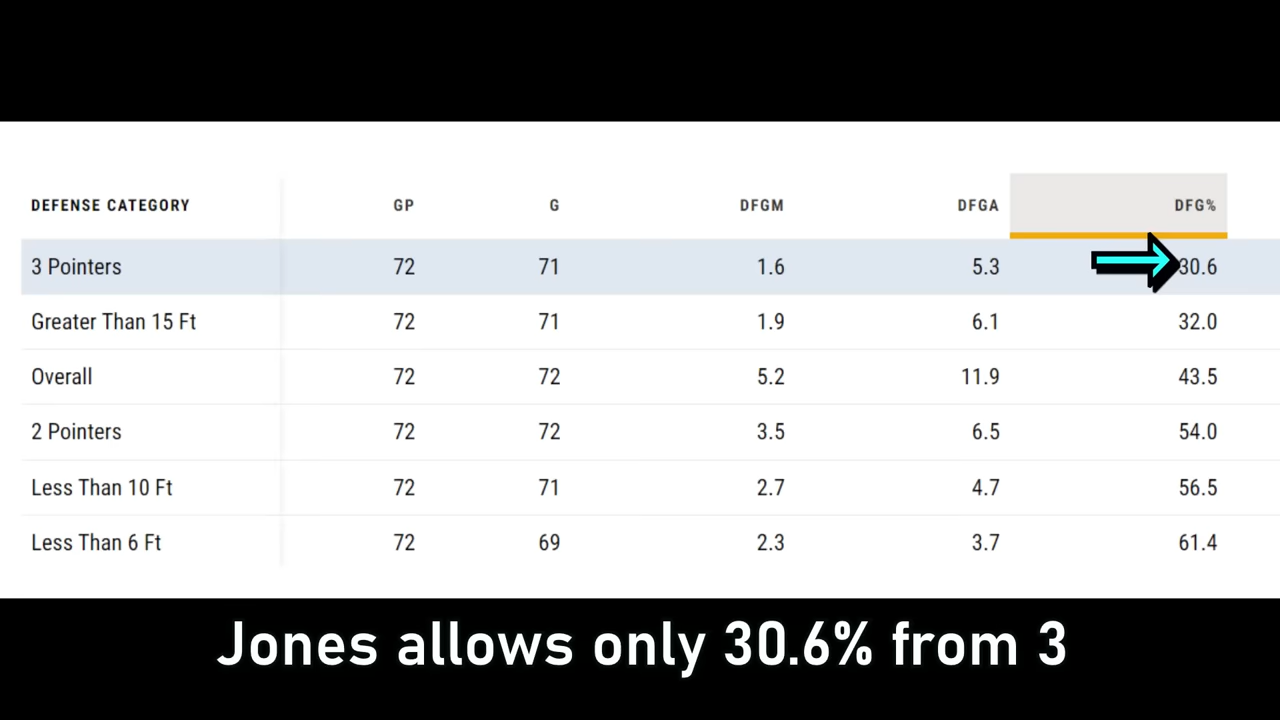 DEFENSE CATEGORY GP G DFGM DFGA DFG%
3 Pointers 72 71 1.6 5.3 30.6
Greater Than 15 Ft 72 71 1.9 6.1 32.0
Overall 72 72 5.2 11.9 43.5
2 Pointers 72 72 3.5 6.5 54.0
Less Than 10 Ft 72 71 2.7 4.7 56.5
Less Than 6 Ft 72 69 2.3 3.7 61.4
Jones allows only 30.6% from 3